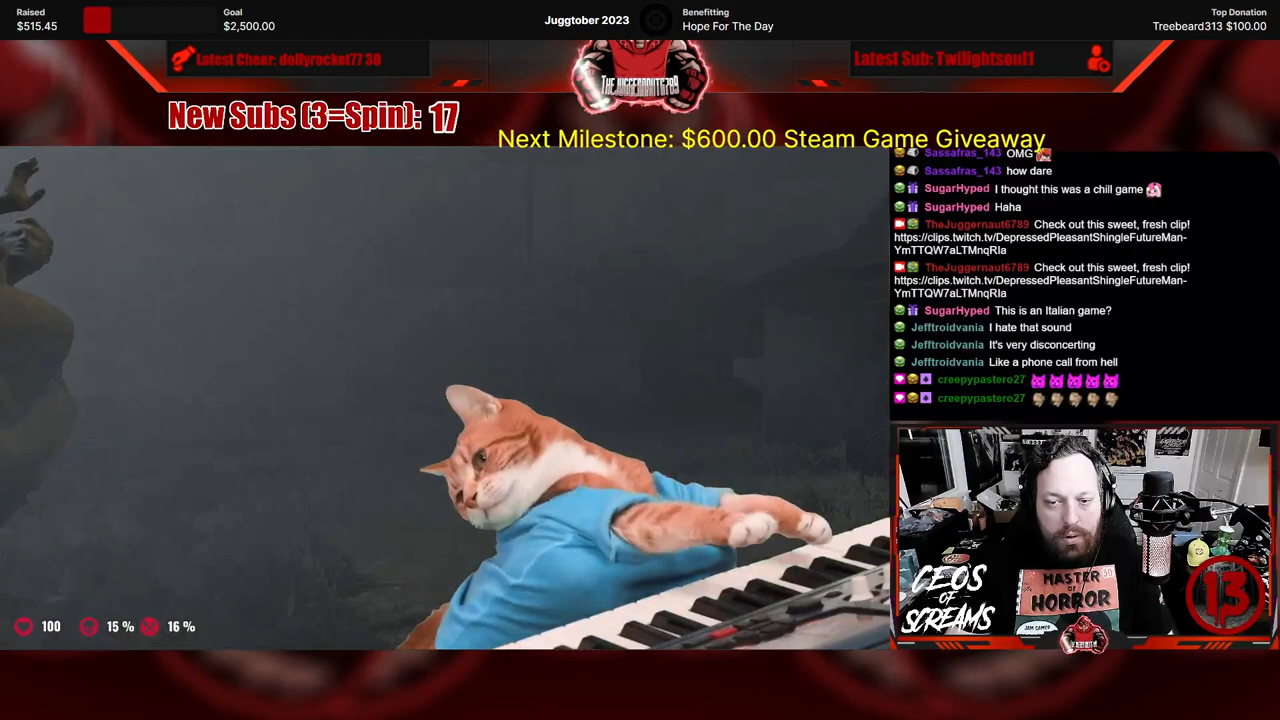 Raised
$515.45
Goal
$2,500.00
Juggtober 2023
Benefitting
Hope For The Day
Top Donation
Treebeard313 $100.00
Latest Cheer: dollyrocket77 30
THEJUGGERNAUT6789
Latest Sub: Twilightsoul1
New Subs (3=Spin): 17
Next Milestone: $600.00 Steam Game Giveaway
Sassafras_143 OMG
Sassafras_143 how dare
SugarHyped I thought this was a chill game
SugarHyped Haha
TheJuggernaut6789 Check out this sweet, fresh clip!
https://clips.twitch.tv/DepressedPleasantShingleFutureMan-
YmTTQW7aLTMnqRIa
TheJuggernaut6789 Check out this sweet, fresh clip!
https://clips.twitch.tv/DepressedPleasantShingleFutureMan-
YmTTQW7aLTMnqRIa
SugarHyped This is an Italian game?
Jefftroidvania I hate that sound
Jefftroidvania It's very disconcerting
Jefftroidvania Like a phone call from hell
creepypastero27
creepypastero27
CEOS
OF
SCREAMS
MASTER
OF
HORROR
13
100
15 %
16 %